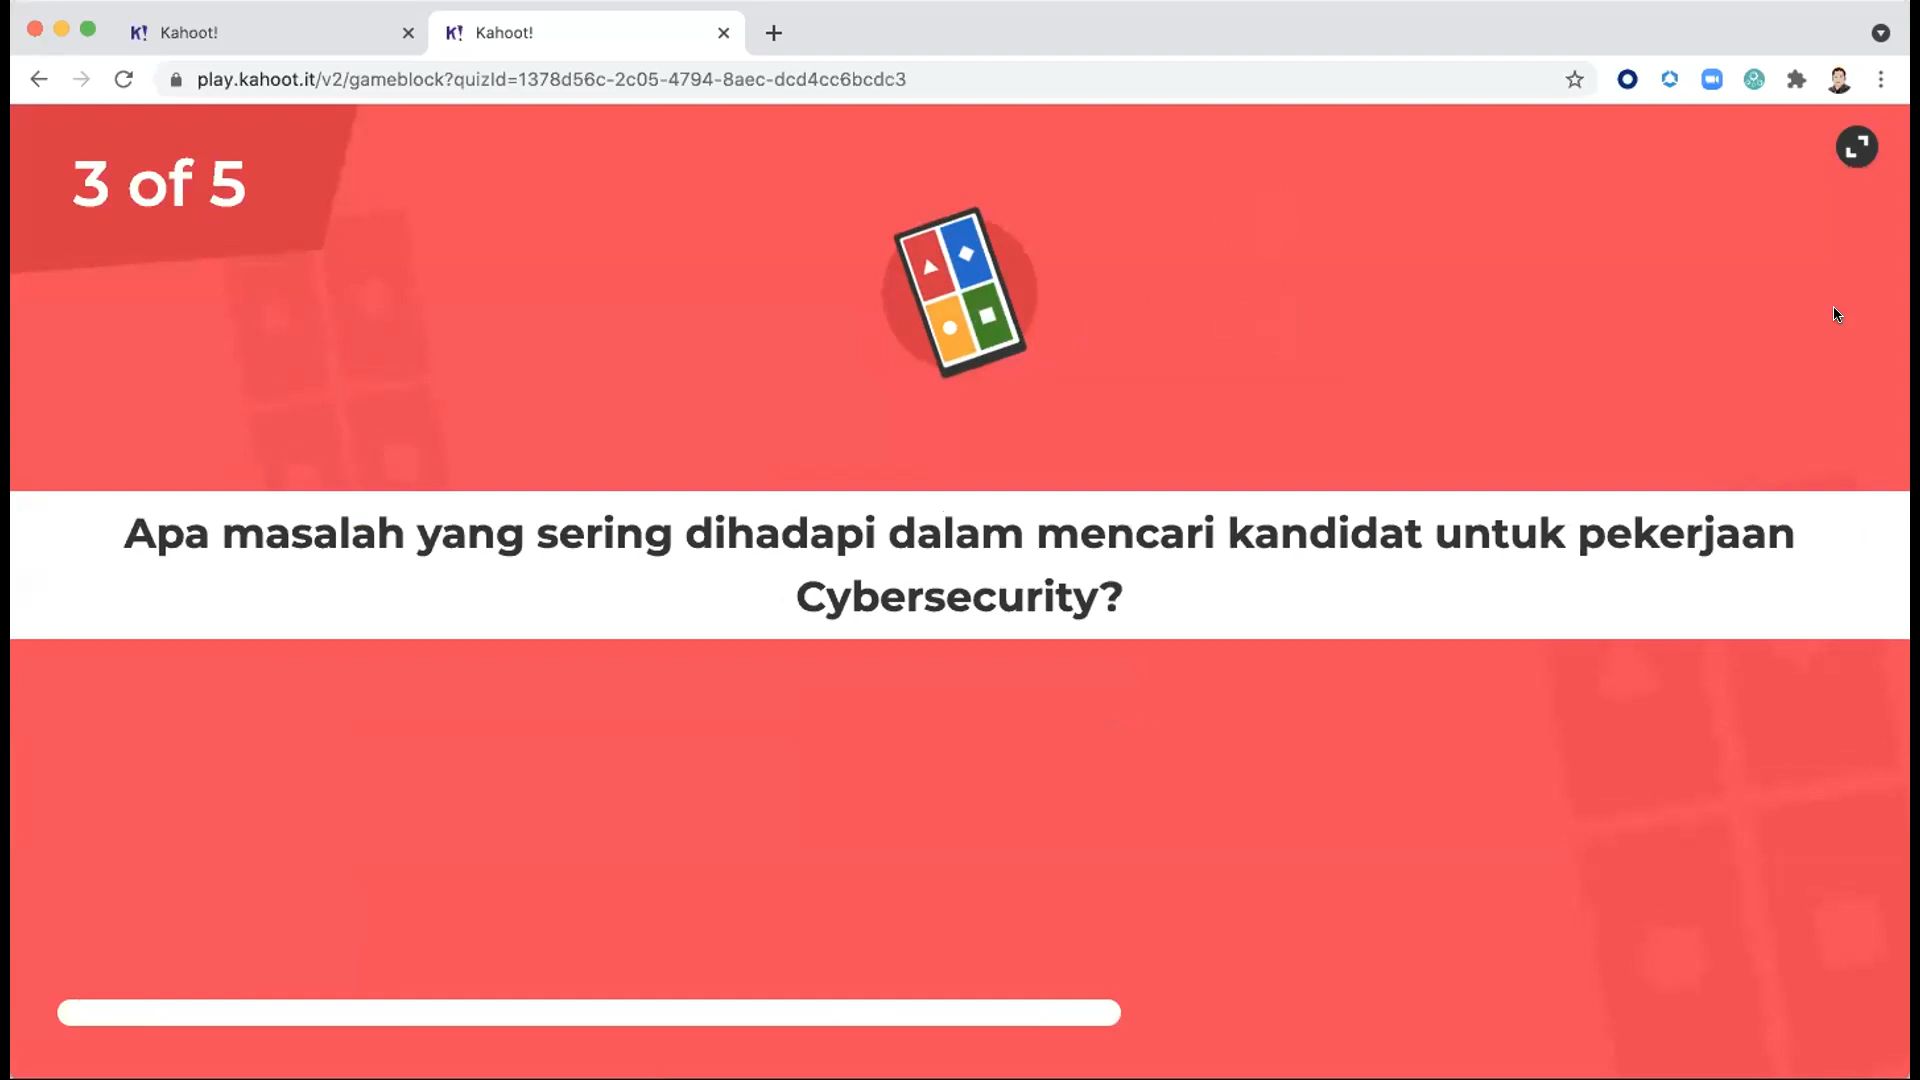 K! Kahoot!
K! Kahoot!
play.kahoot.it/v2/gameblock?quizId=1378d56c-2c05-4794-8aec-dcd4cc6bcdc3
3 of 5
Apa masalah yang sering dihadapi dalam mencari kandidat untuk pekerjaan
Cybersecurity?